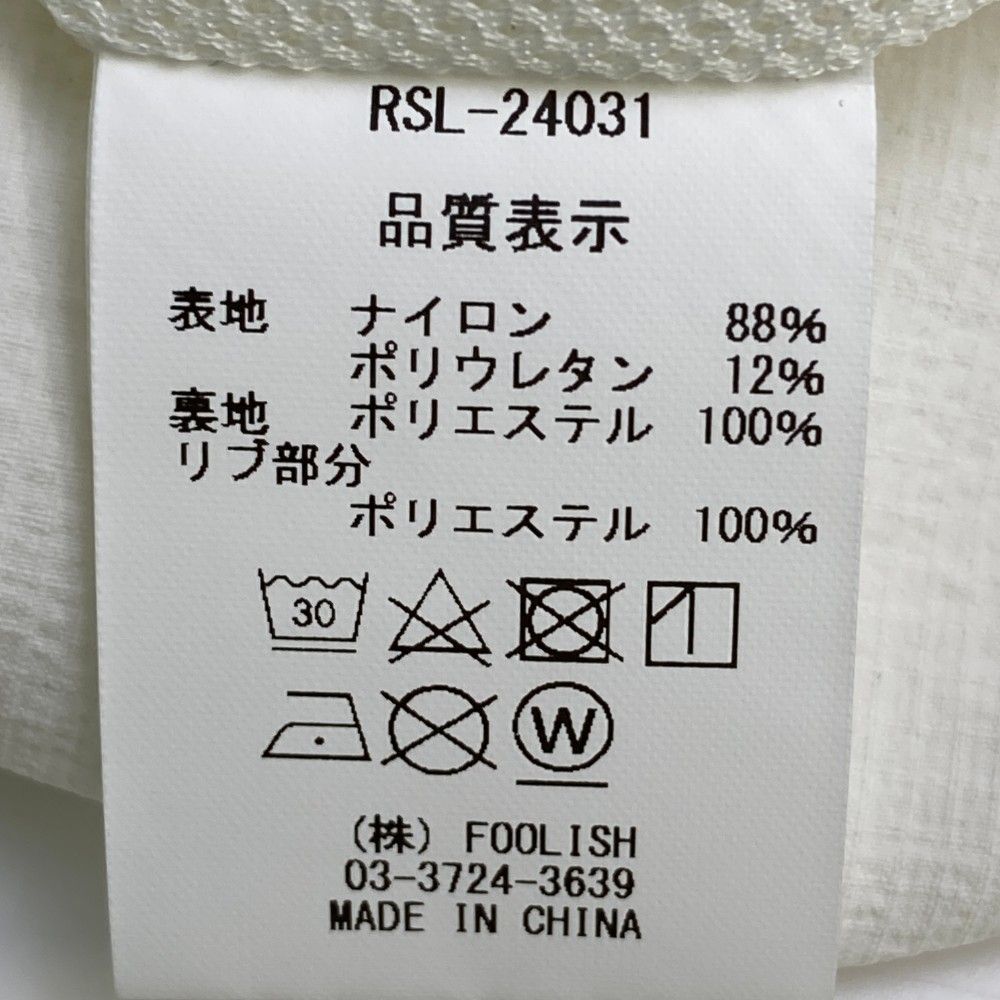 RSL-24031
品質表示
表地 ナイロン 88%
ポリウレタン 12%
裏地 ポリエステル 100%
リブ部分
ポリエステル 100%
30
W
(株) FOOLISH
03-3724-3639
MADE IN CHINA